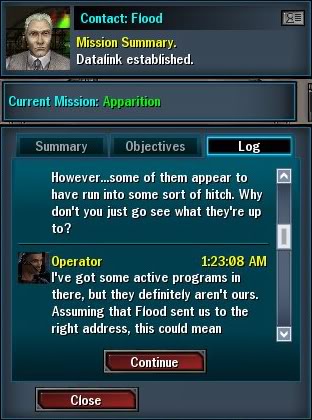 Contact: Flood
Mission Summary.
Datalink established.
Current Mission: Apparition
Summary
Objectives
Log
However...some of them appear to
have run into some sort of hitch. Why
don't you just go see what they're up
to?
Operator 1:23:08 AM
I've got some active programs in
there, but they definitely aren't ours.
Assuming that Flood sent us to the
right address, this could mean
Continue
Close